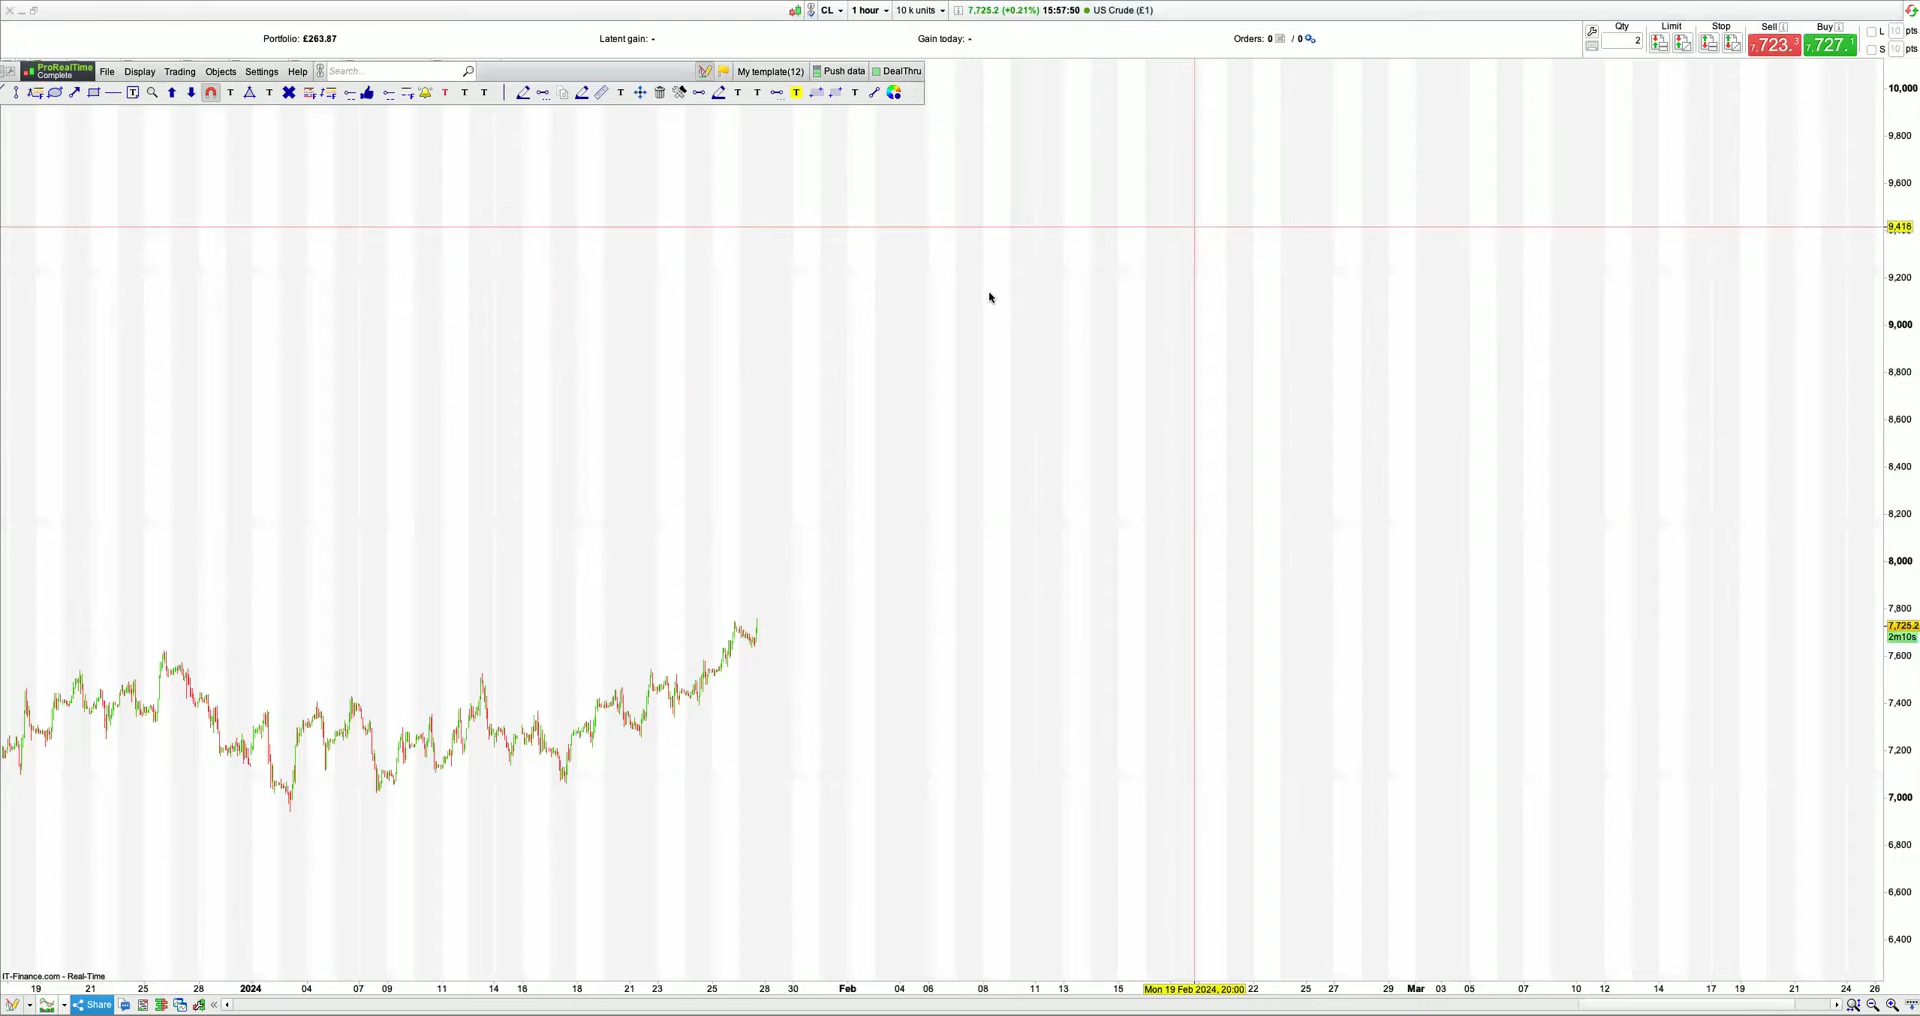 CL 1 hour 10 k units 7,725.2 (+0.21%) 15:57:50 US Crude (£1)
Portfolio: £263.87 Latent gain: - Gain today: - Orders: 0 / 0
Qty Limit Stop Sell Buy
2 7,723.3 7,727.1
L 10 pts
S 10 pts
ProRealTime Complete File Display Trading Objects Settings Help Search... My template(12) Push data DealThru
10,000
9,800
9,600
9,416
9,200
9,000
8,800
8,600
8,400
8,200
8,000
7,800
7,725.2
2m10s
7,600
7,400
7,200
7,000
6,800
6,600
6,400
IT-Finance.com - Real-Time
19 21 25 28 2024 04 07 09 11 14 16 18 21 23 25 28 30 Feb 04 06 08 11 13 15 Mon 19 Feb 2024, 20:00 22 25 27 29 Mar 03 05 07 10 12 14 17 19 21 24 26
Share